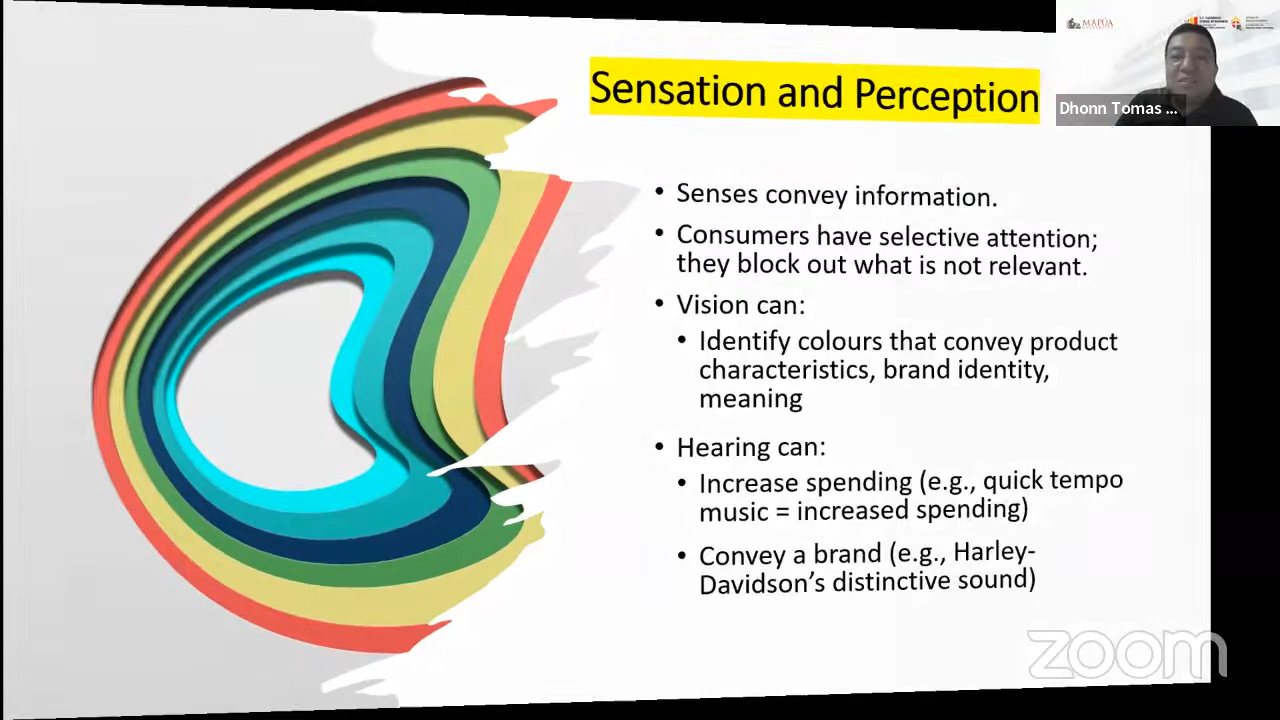 MAPÚA
Sensation and Perception
Dhonn Tomas ...
• Senses convey information.
• Consumers have selective attention;
they block out what is not relevant.
• Vision can:
• Identify colours that convey product
characteristics, brand identity,
meaning
• Hearing can:
• Increase spending (e.g., quick tempo
music = increased spending)
• Convey a brand (e.g., Harley-
Davidson’s distinctive sound)
zoom